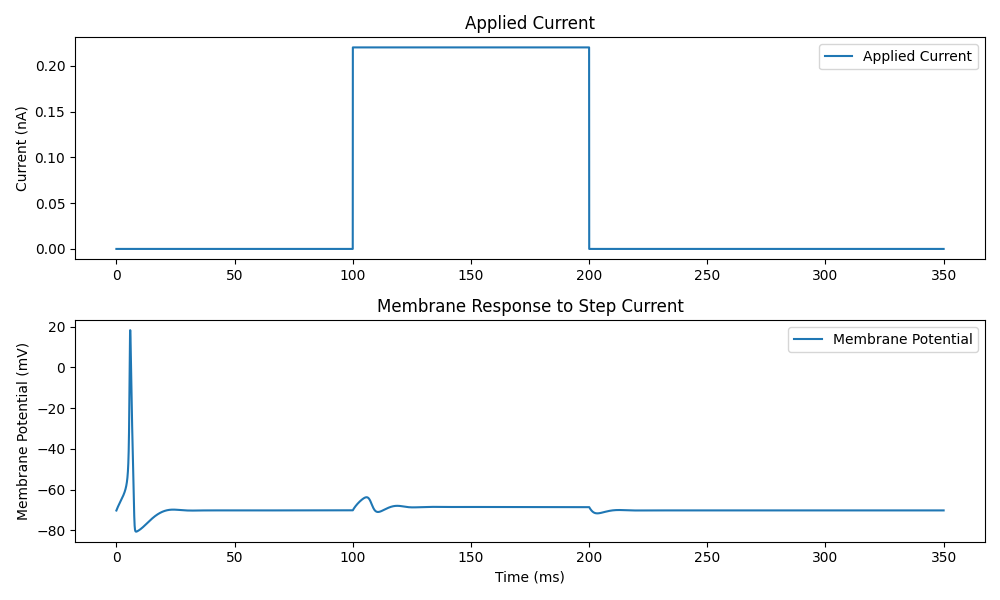 Applied Current
Current (nA)
0.20
0.15
0.10
0.05
0.00
Applied Current
0 50 100 150 200 250 300 350
Membrane Response to Step Current
Membrane Potential (mV)
20
0
−20
−40
−60
−80
Membrane Potential
0 50 100 150 200 250 300 350
Time (ms)